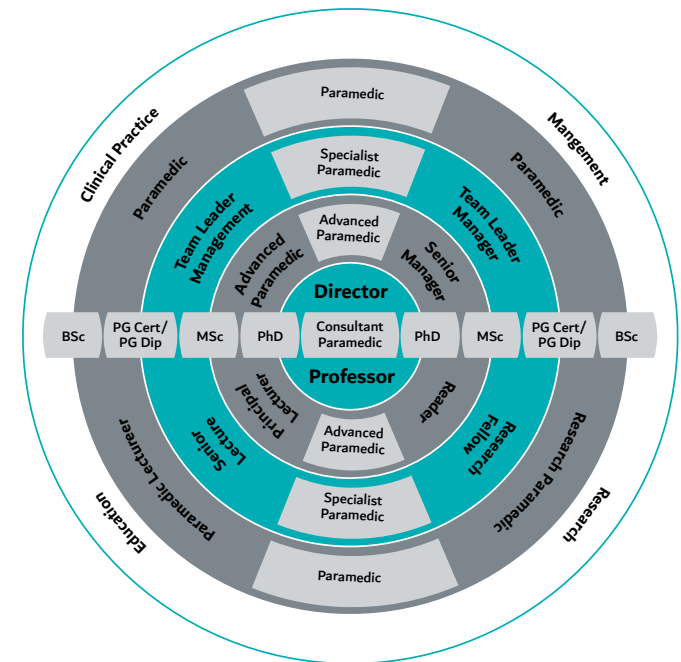 Paramedic
Clinical Practice
Mangement
Paramedic
Paramedic
Specialist
Paramedic
Team Leader
Management
Team Leader
Manager
Advanced
Paramedic
Advanced
Paramedic
Senior
Manager
Director
BSc
PG Cert/
PG Dip
MSc
PhD
Consultant
Paramedic
PhD
MSc
PG Cert/
PG Dip
BSc
Professor
Principal
Lecturer
Reader
Advanced
Paramedic
Senior
Lecture
Research
Fellow
Paramedic Lectureer
Research Paramedic
Specialist
Paramedic
Education
Research
Paramedic